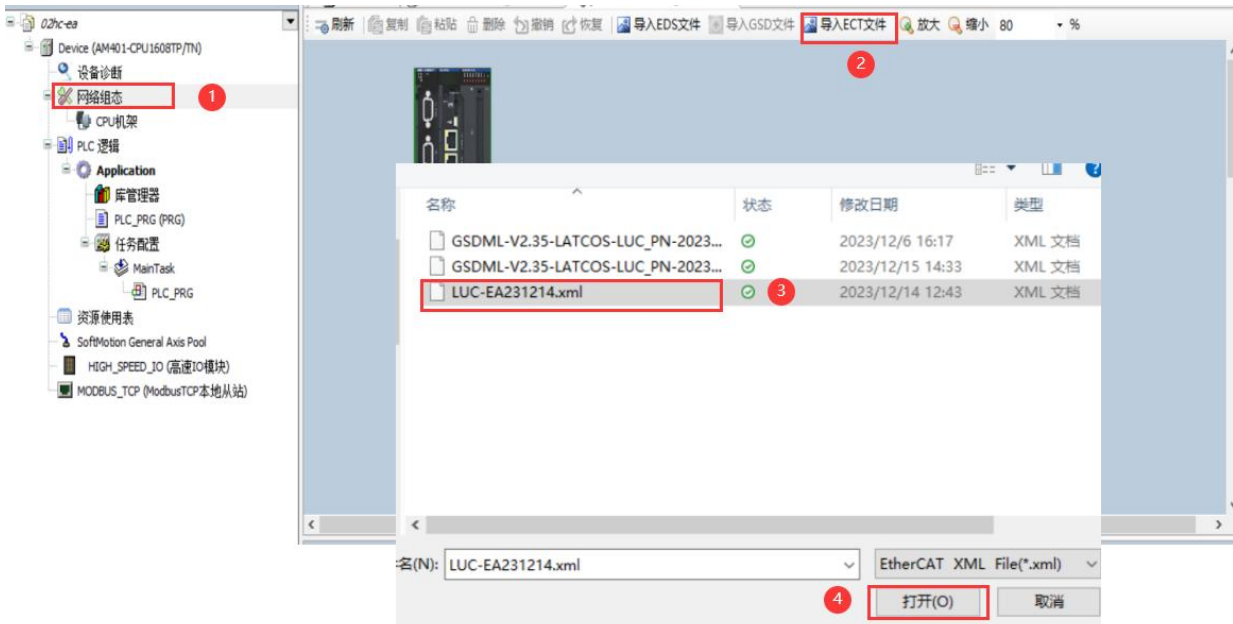 02hc-ea
Device (AM401-CPU1608TP/TN)
设备诊断
网络组态
1
CPU机架
PLC 逻辑
Application
库管理器
PLC_PRG (PRG)
任务配置
MainTask
PLC_PRG
资源使用表
SoftMotion General Axis Pool
HIGH_SPEED_IO (高速IO模块)
MODBUS_TCP (ModbusTCP本地从站)
刷新 复制 粘贴 删除 撤销 恢复 导入EDS文件 导入GSD文件 导入ECT文件 放大 缩小 80 %
2
名称 状态 修改日期 类型
GSDML-V2.35-LATCOS-LUC_PN-2023... 2023/12/6 16:17 XML 文档
GSDML-V2.35-LATCOS-LUC_PN-2023... 2023/12/15 14:33 XML 文档
LUC-EA231214.xml 3 2023/12/14 12:43 XML 文档
名(N): LUC-EA231214.xml EtherCAT XML File(*.xml)
4 打开(O) 取消